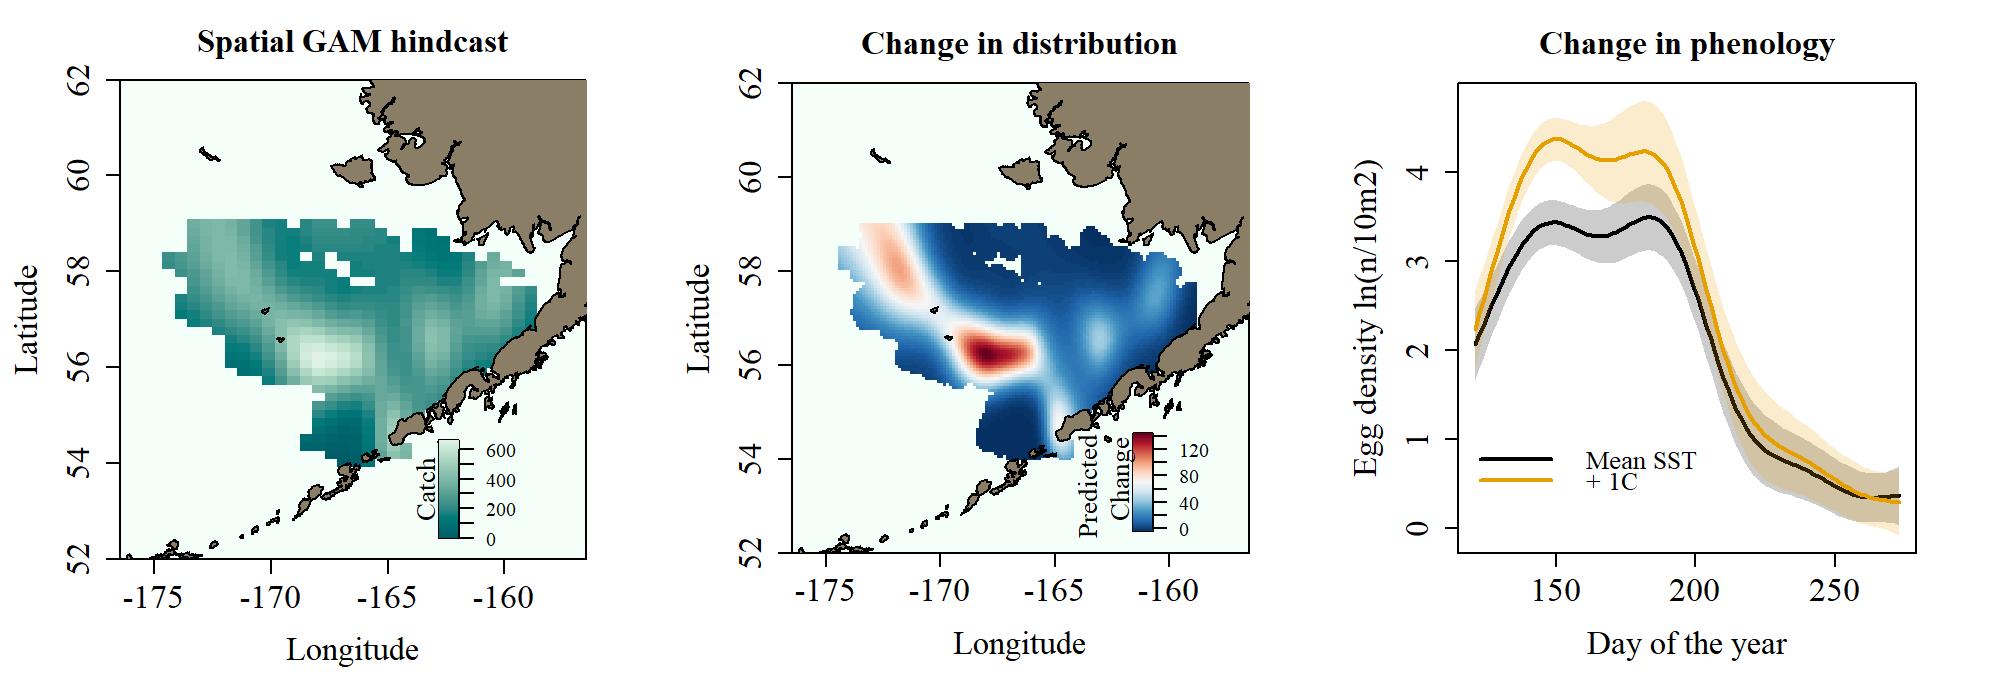 Spatial GAM hindcast
62
60
58
56
54
52
Latitude
-175
-170
-165
-160
Longitude
Catch
600
400
200
0
Change in distribution
62
60
58
56
54
52
Latitude
-175
-170
-165
-160
Longitude
Predicted
Change
120
80
40
0
Change in phenology
4
3
2
1
0
Egg density ln(n/10m2)
Mean SST
+ 1C
150
200
250
Day of the year